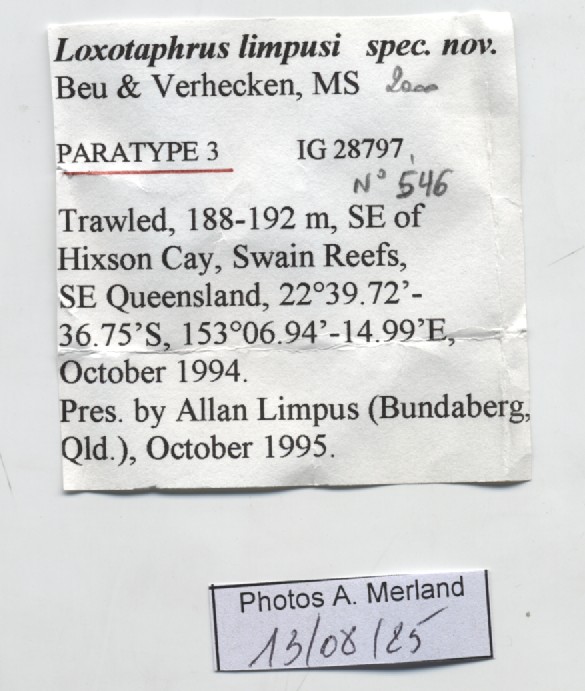 Loxotaphrus limpusi spec. nov.
Beu & Verhecken, MS 2000
PARATYPE 3 IG 28797,
N° 546
Trawled, 188-192 m, SE of
Hixson Cay, Swain Reefs,
SE Queensland, 22°39.72'-
36.75'S, 153°06.94'-14.99'E,
October 1994.
Pres. by Allan Limpus (Bundaberg,
Qld.), October 1995.
Photos A. Merland
13/08/25